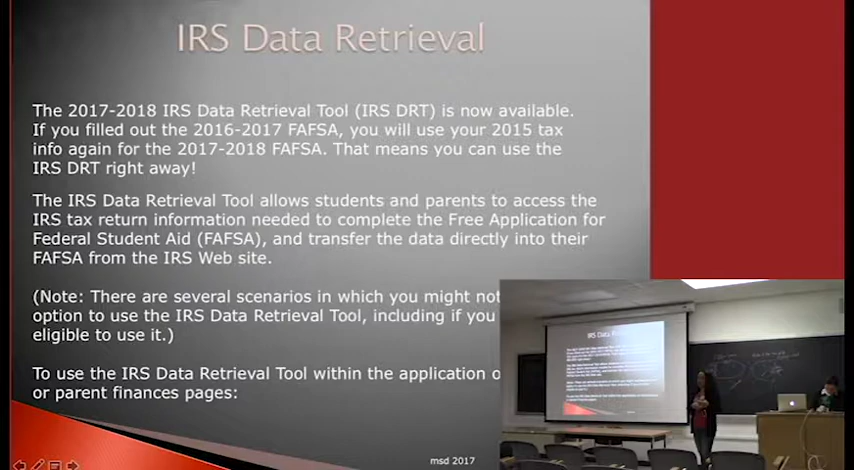 IRS Data Retrieval
The 2017-2018 IRS Data Retrieval Tool (IRS DRT) is now available.
If you filled out the 2016-2017 FAFSA, you will use your 2015 tax
info again for the 2017-2018 FAFSA. That means you can use the
IRS DRT right away!
The IRS Data Retrieval Tool allows students and parents to access the
IRS tax return information needed to complete the Free Application for
Federal Student Aid (FAFSA), and transfer the data directly into their
FAFSA from the IRS Web site.
(Note: There are several scenarios in which you might not
option to use the IRS Data Retrieval Tool, including if you
eligible to use it.)
To use the IRS Data Retrieval Tool within the application o
or parent finances pages:
msd 2017